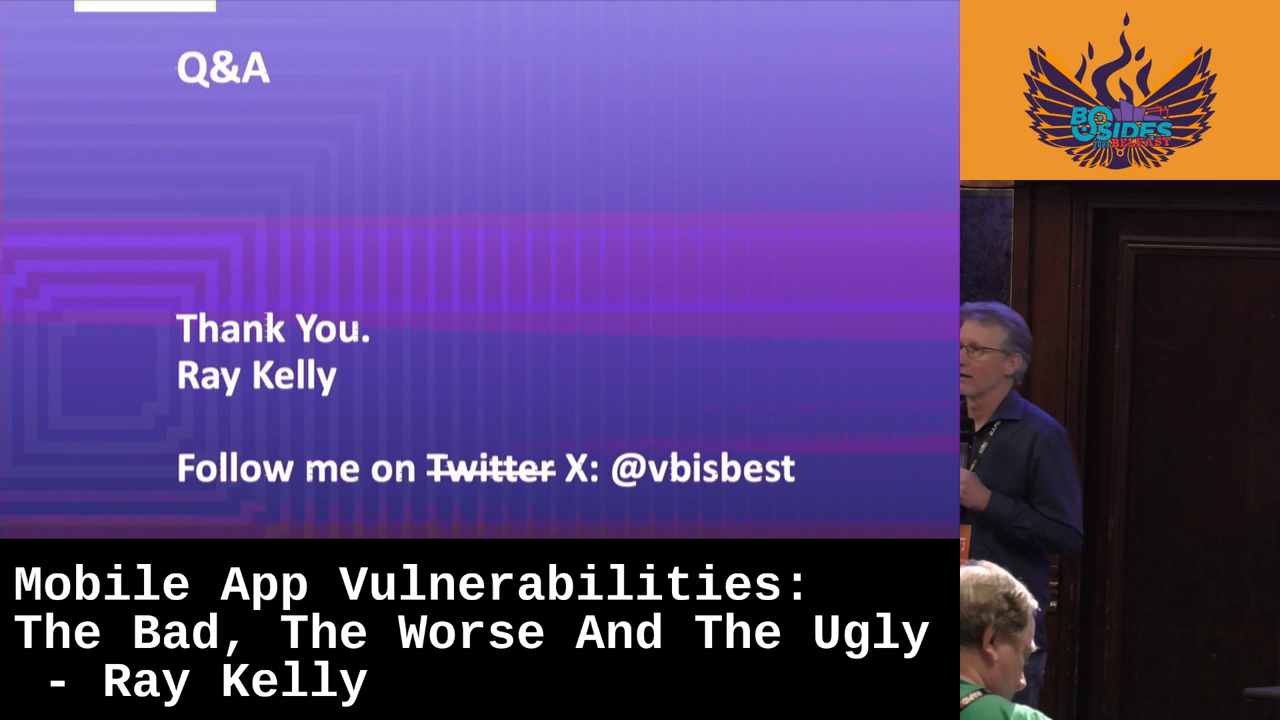 Q&A
Thank You.
Ray Kelly
Follow me on Twitter X: @vbisbest
BSIDES
BELFAST
Mobile App Vulnerabilities:
The Bad, The Worse And The Ugly
- Ray Kelly